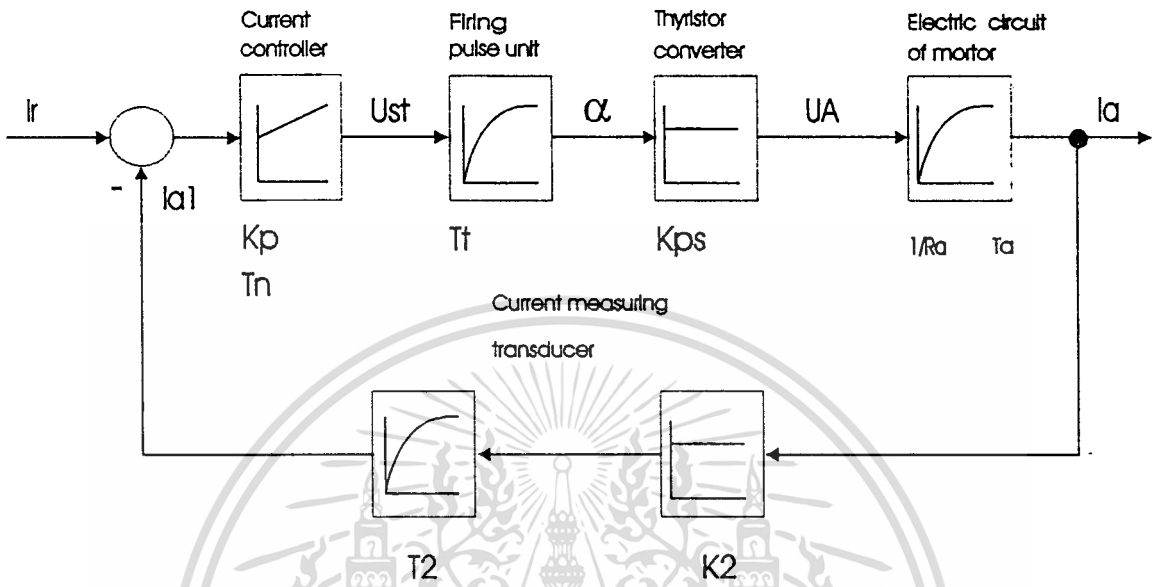 Current
controller
Firing
pulse unit
Thyristor
converter
Electric circuit
of mortor
Ir
Ust
α
UA
Ia
-
Ia1
Kp
Tn
Tt
Kps
1/Ra Ta
Current measuring
transducer
T2
K2